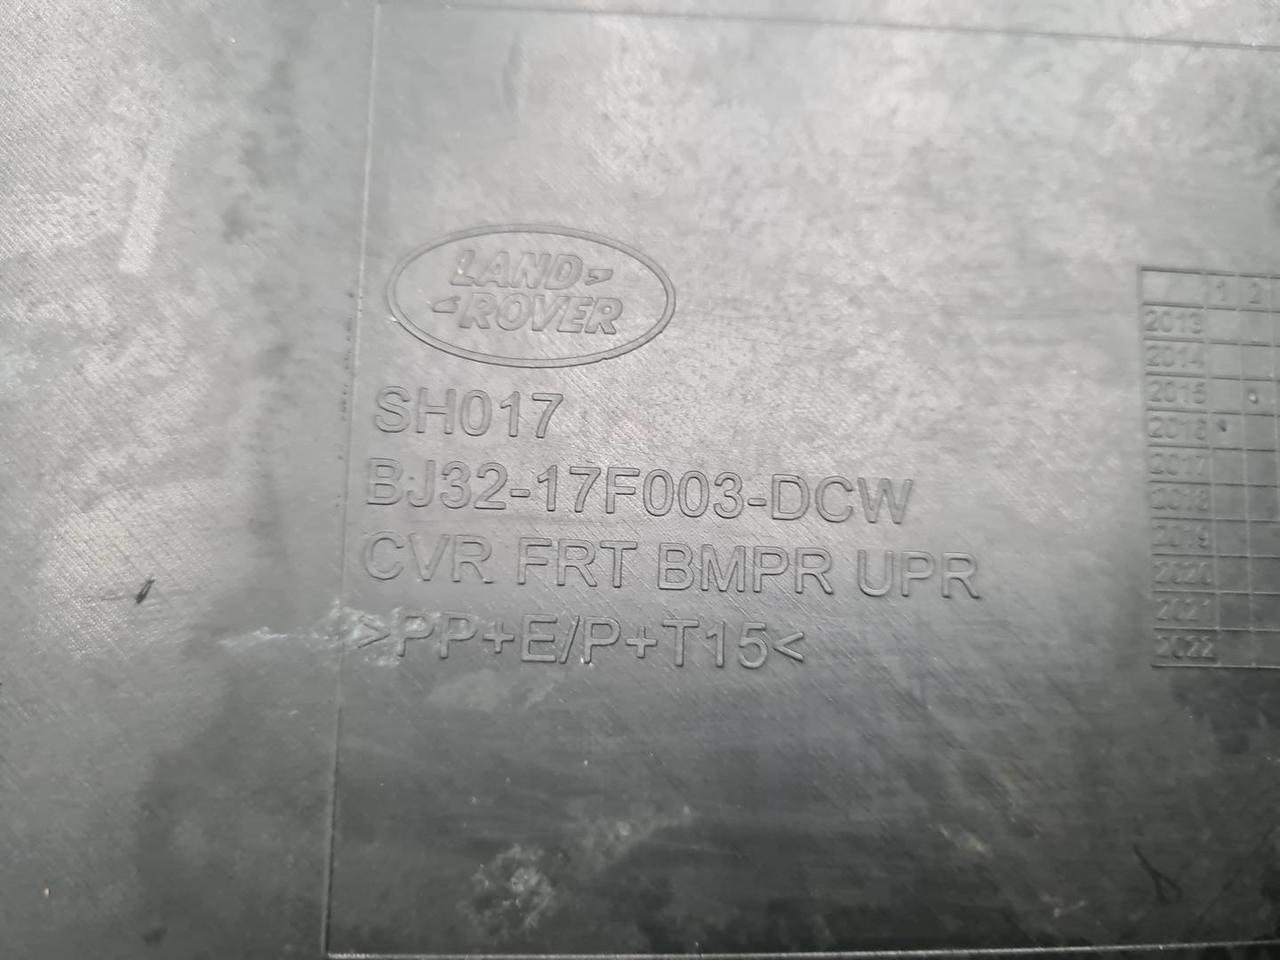 LAND
ROVER
SH017
BJ32-17F003-DCW
CVR FRT BMPR UPR
>PP+E/P+T15<
1 2
2013
2014
2015
2016
2017
2018
2019
2020
2021
2022